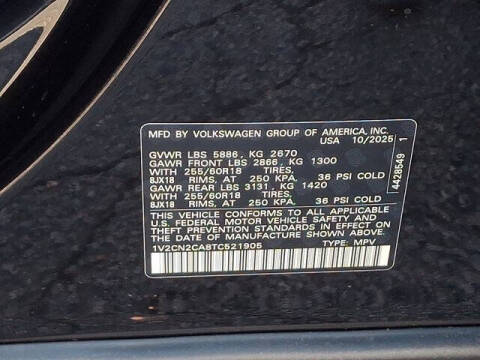 MFD BY VOLKSWAGEN GROUP OF AMERICA, INC.
USA 10/2025
GVWR LBS 5886, KG 2670
GAWR FRONT LBS 2866, KG 1300
WITH 255/60R18 TIRES,
8JX18 RIMS, AT 250 KPA. 36 PSI COLD
GAWR REAR LBS 3131, KG 1420
WITH 255/60R18 TIRES,
8JX18 RIMS, AT 250 KPA. 36 PSI COLD
THIS VEHICLE CONFORMS TO ALL APPLICABLE
U.S. FEDERAL MOTOR VEHICLE SAFETY AND
THEFT PREVENTION STANDARDS IN EFFECT ON
THE DATE OF MANUFACTURE SHOWN ABOVE.
1V2CN2CA8TC521905 TYPE: MPV
4428549 1